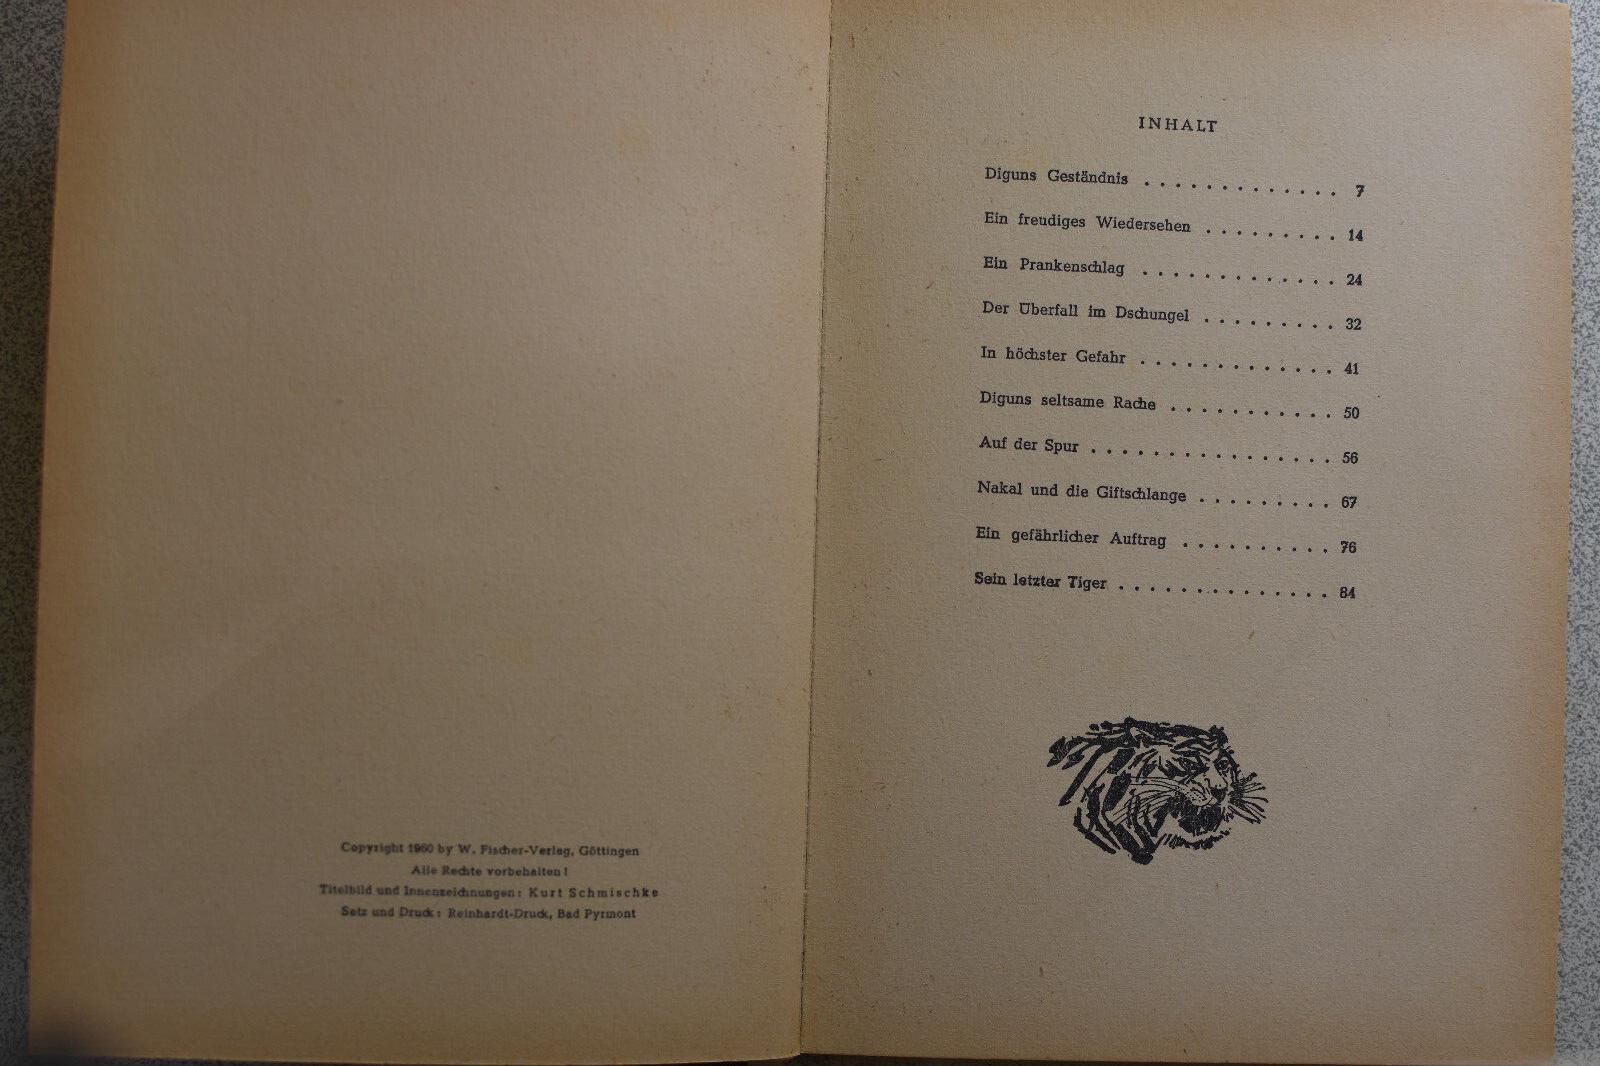 Copyright 1960 by W. Fischer-Verlag, Göttingen
Alle Rechte vorbehalten!
Titelbild und Innenzeichnungen: Kurt Schmischke
Satz und Druck: Reinhardt-Druck, Bad Pyrmont
INHALT
Diguns Geständnis . . . . . . . . . . . . . 7
Ein freudiges Wiedersehen . . . . . . . . . 14
Ein Prankenschlag . . . . . . . . . . . . . 24
Der Überfall im Dschungel . . . . . . . . . 32
In höchster Gefahr . . . . . . . . . . . . . 41
Diguns seltsame Rache . . . . . . . . . . . 50
Auf der Spur . . . . . . . . . . . . . . . . 56
Nakal und die Giftschlange . . . . . . . . . 67
Ein gefährlicher Auftrag . . . . . . . . . . 76
Sein letzter Tiger . . . . . . . . . . . . . . 84